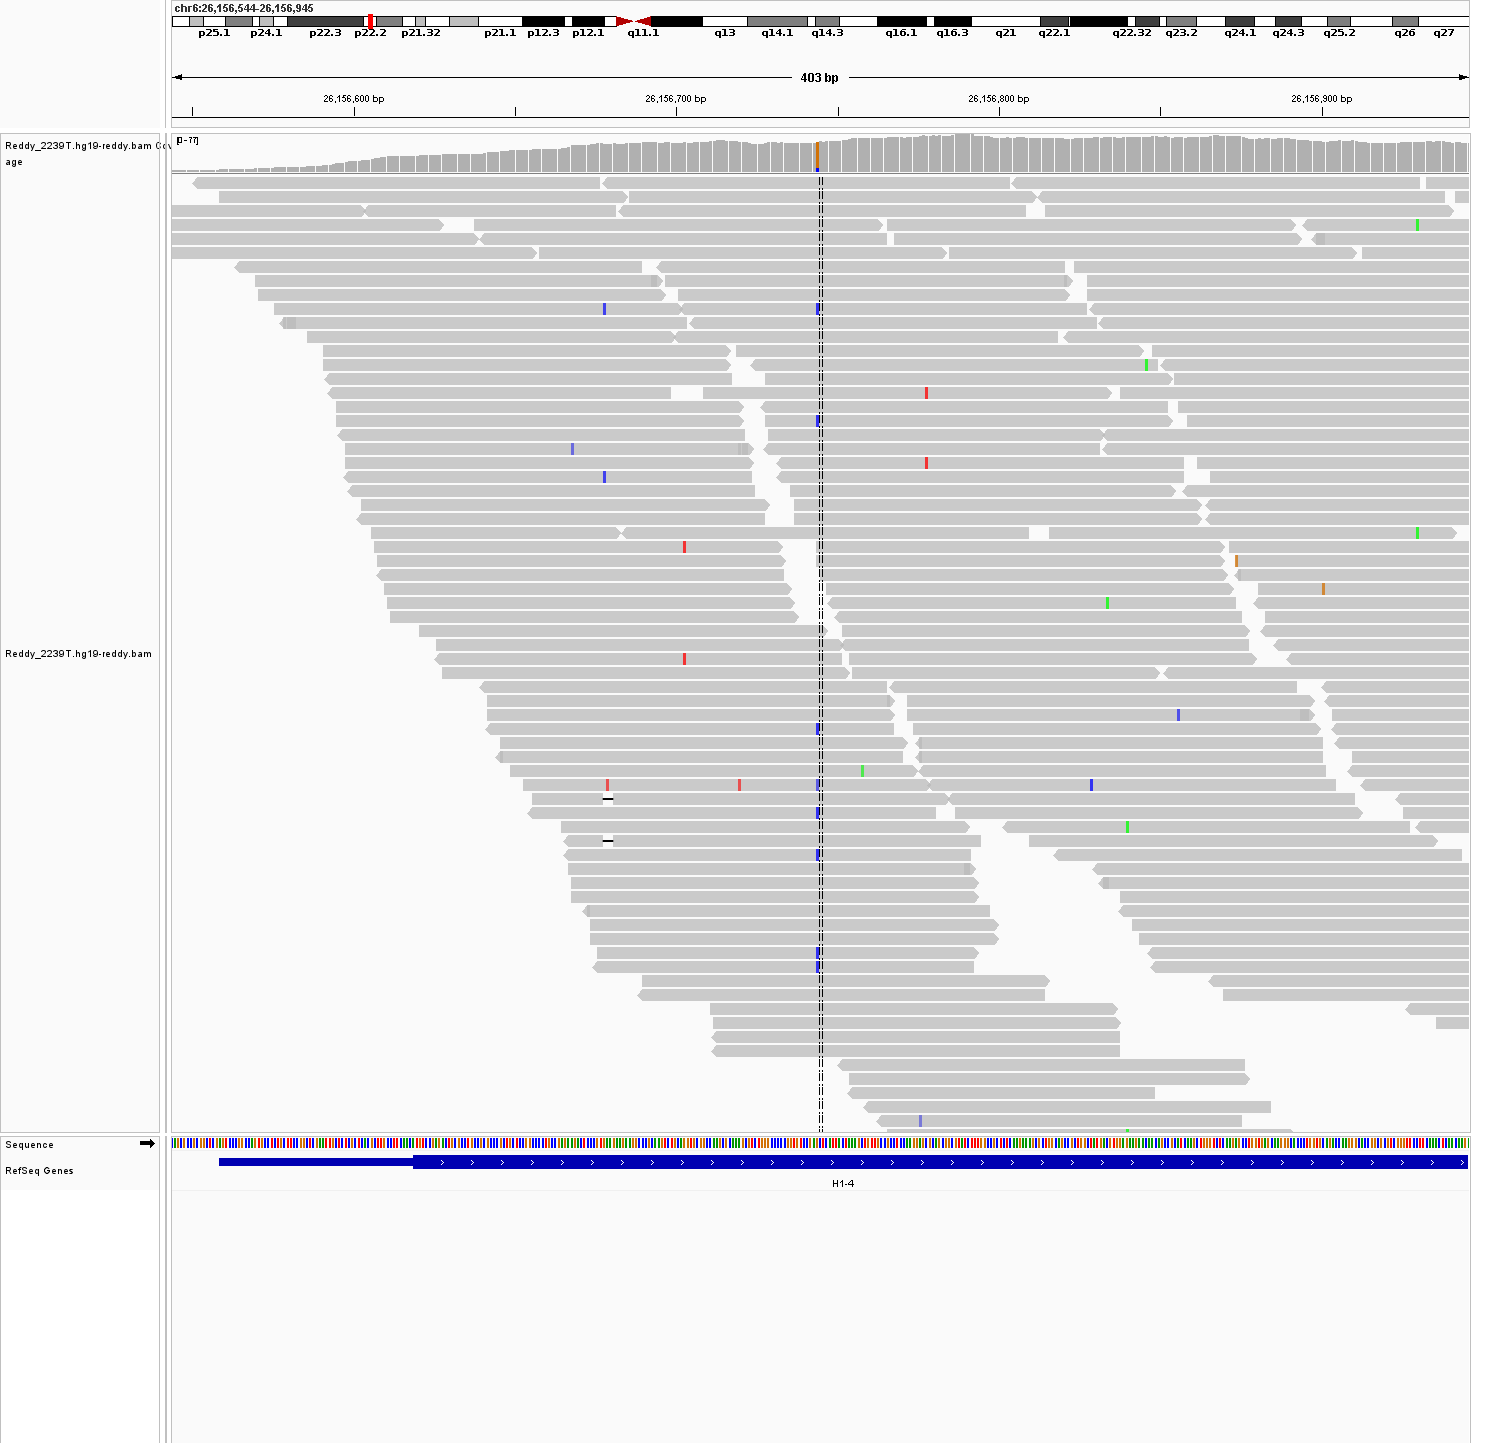 chr6:26,156,544-26,156,945
p25.1 p24.1 p22.3 p22.2 p21.32 p21.1 p12.3 p12.1 q11.1 q13 q14.1 q14.3 q16.1 q16.3 q21 q22.1 q22.32 q23.2 q24.1 q24.3 q25.2 q26 q27
403 bp
26,156,600 bp 26,156,700 bp 26,156,800 bp 26,156,900 bp
[0 - 77]
Reddy_2239T.hg19-reddy.bam Cov
age
Reddy_2239T.hg19-reddy.bam
Sequence
RefSeq Genes
H1-4